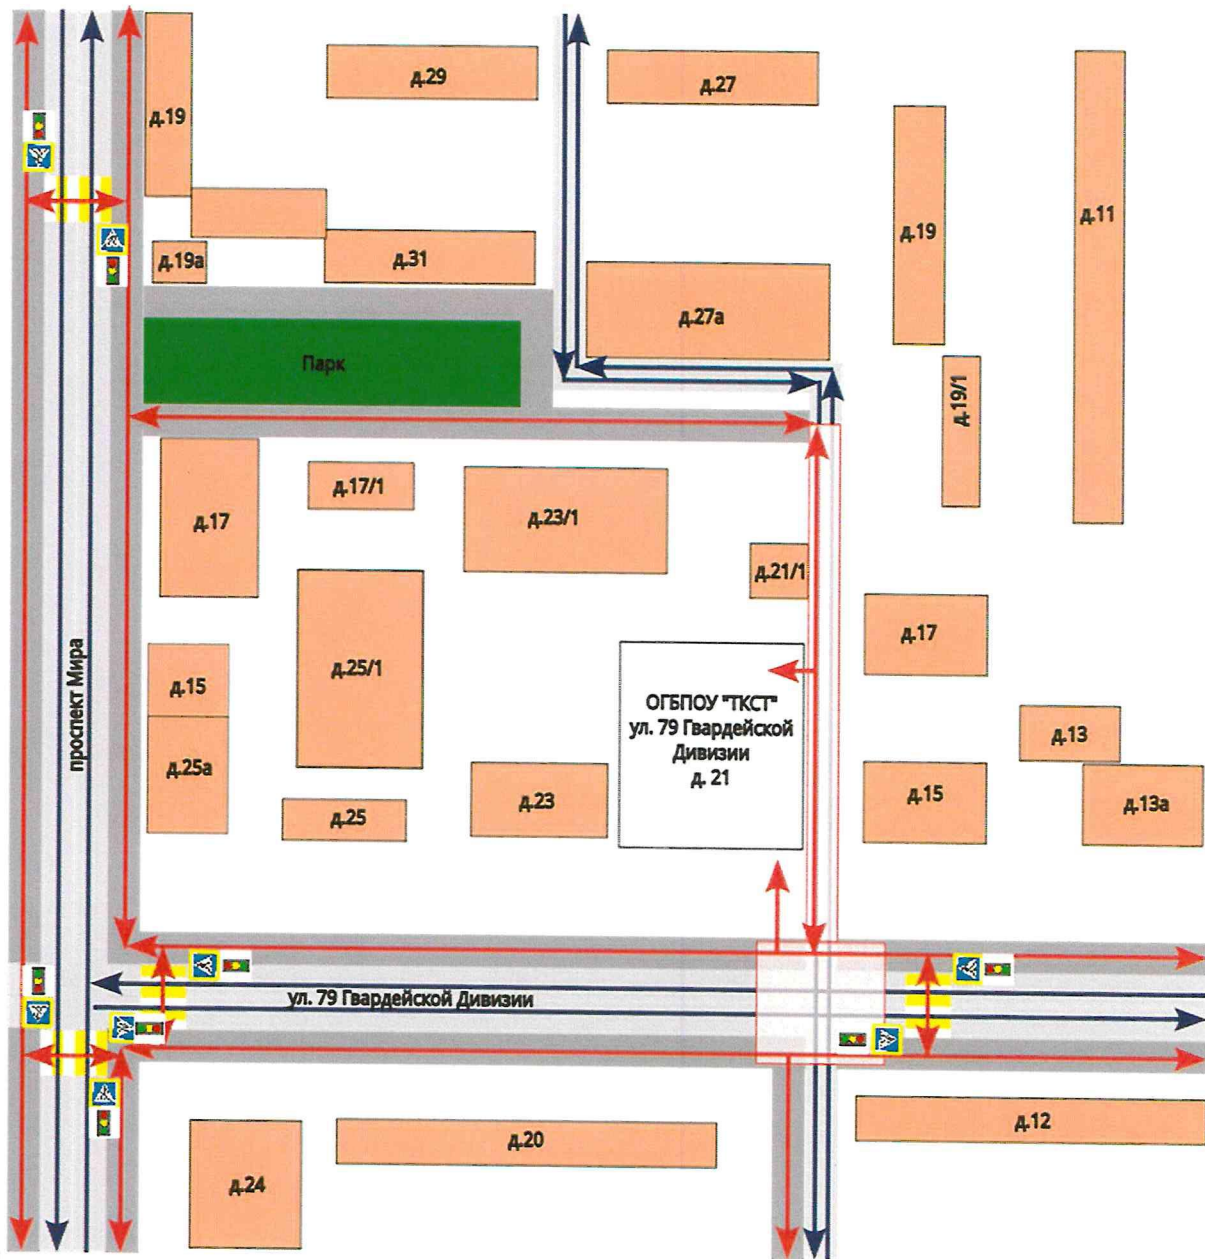 д.29
д.27
д.19
д.19
д.11
д.19а
д.31
д.27а
Парк
д.19/1
д.17/1
д.17
д.23/1
д.21/1
д.17
проспект Мира
д.15
д.25/1
ОГБПОУ "ТКСТ"
ул. 79 Гвардейской
Дивизии
д. 21
д.13
д.25а
д.23
д.15
д.13а
д.25
ул. 79 Гвардейской Дивизии
д.20
д.12
д.24